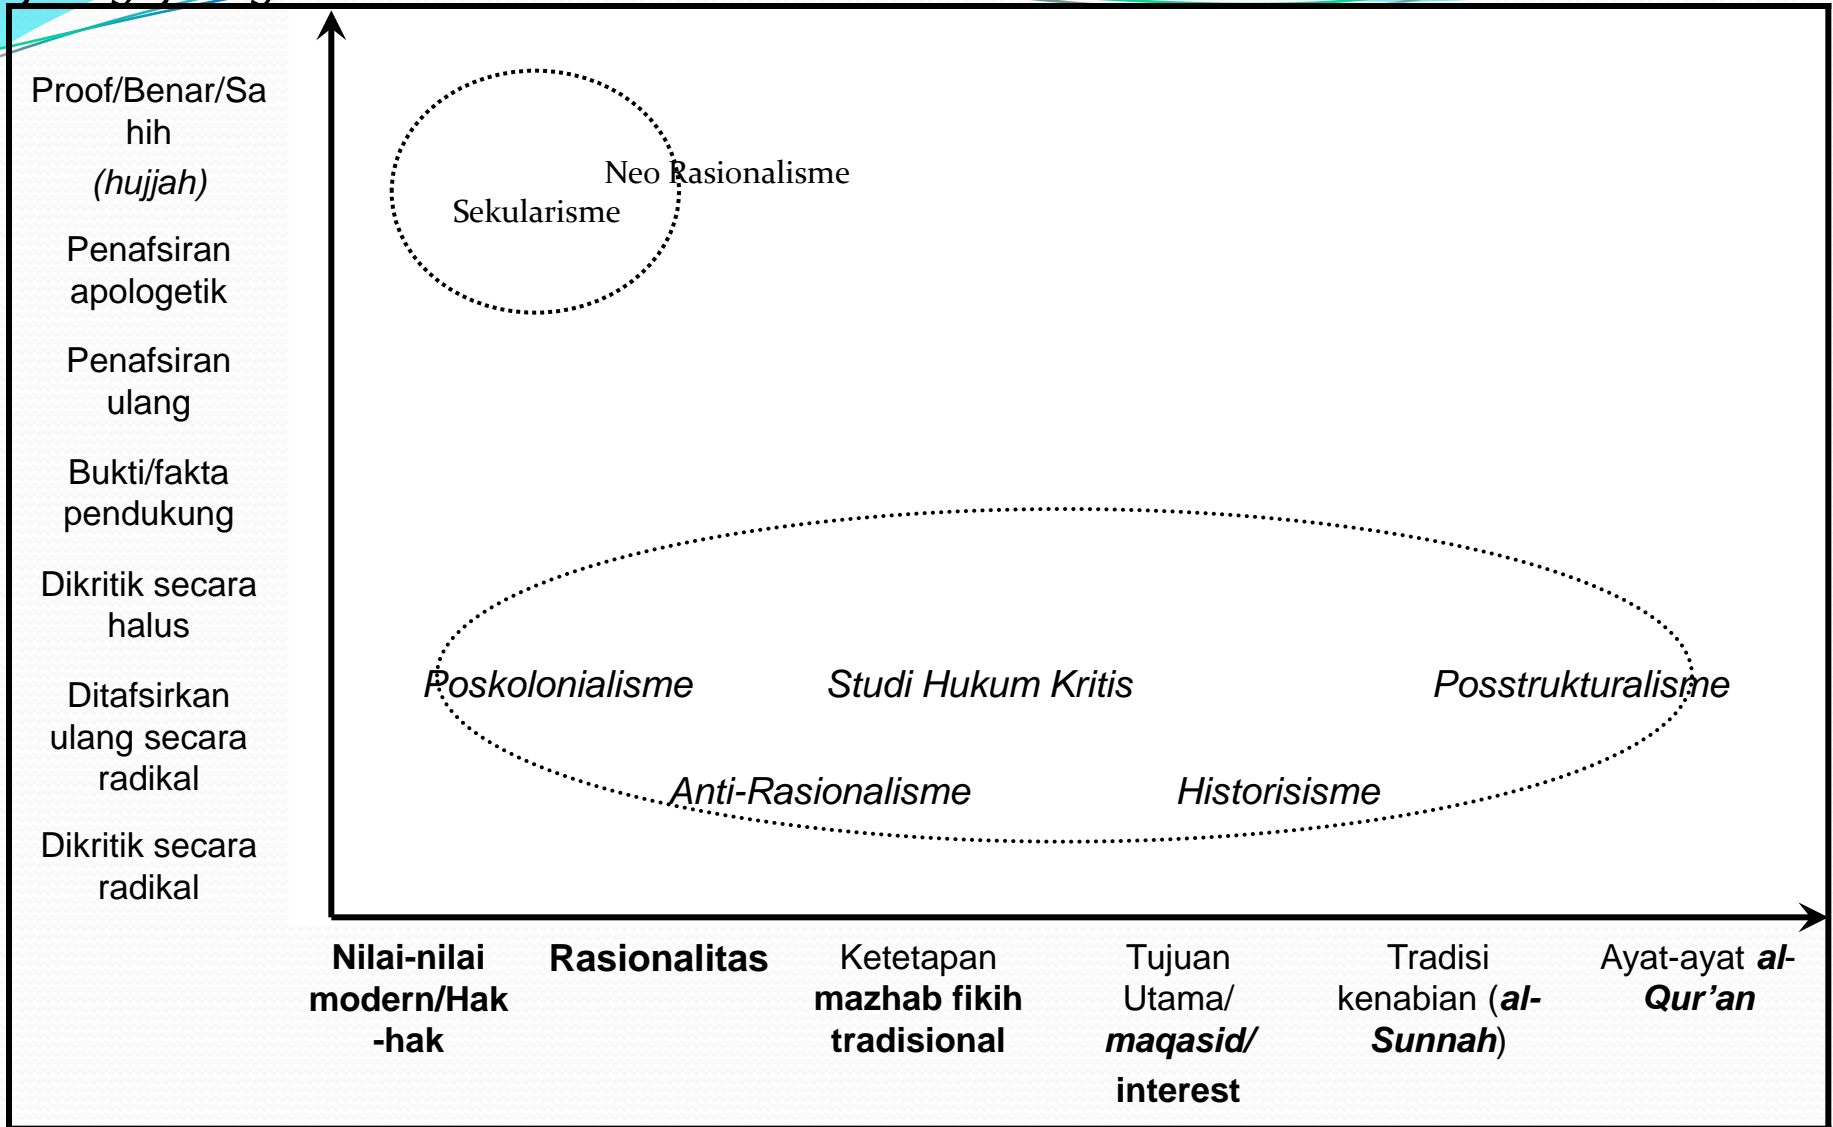 Proof/Benar/Sa
hih
(hujjah)
Penafsiran
apologetik
Penafsiran
ulang
Bukti/fakta
pendukung
Dikritik secara
halus
Ditafsirkan
ulang secara
radikal
Dikritik secara
radikal
Neo Rasionalisme
Sekularisme
Poskolonialisme Studi Hukum Kritis Posstrukturalisme
Anti-Rasionalisme Historisisme
Nilai-nilai
modern/Hak
-hak
Rasionalitas
Ketetapan
mazhab fikih
tradisional
Tujuan
Utama/
maqasid/
interest
Tradisi
kenabian (al-
Sunnah)
Ayat-ayat al-
Qur’an